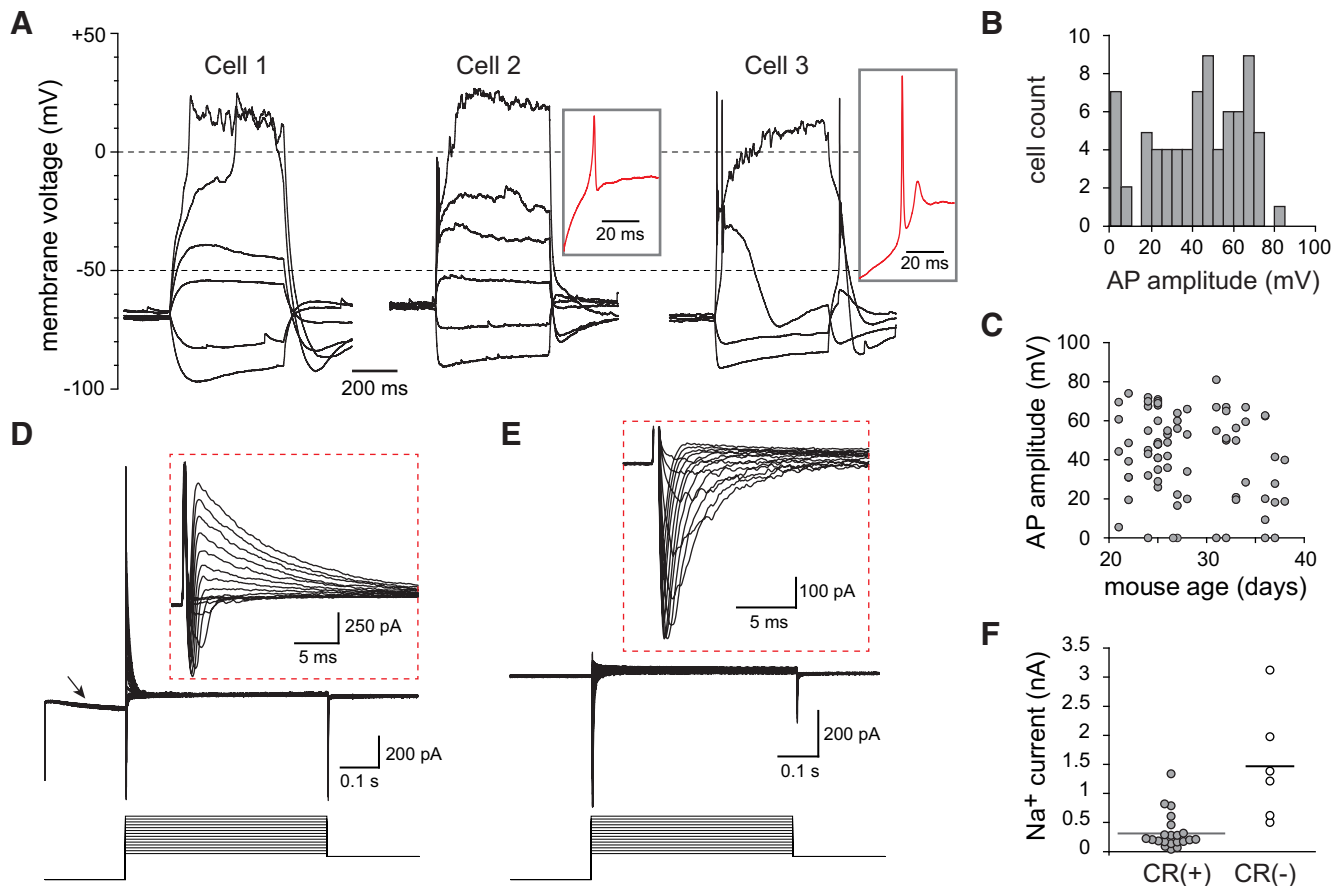 A
+50
0
-50
-100
membrane voltage (mV)
Cell 1
Cell 2
Cell 3
20 ms
20 ms
200 ms
B
10
8
6
4
2
0
cell count
0
20
40
60
80
100
AP amplitude (mV)
C
100
80
60
40
20
0
AP amplitude (mV)
20
30
40
mouse age (days)
D
250 pA
5 ms
200 pA
0.1 s
E
100 pA
5 ms
200 pA
0.1 s
F
3.5
3
2.5
2
1.5
1
0.5
0
Na+ current (nA)
CR(+)
CR(-)